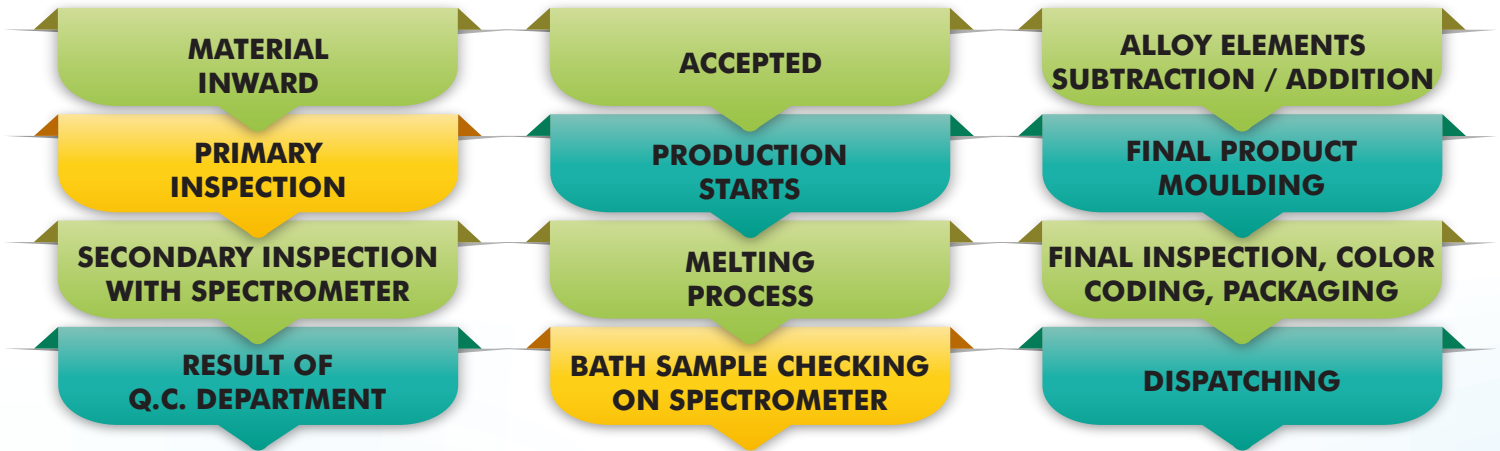 MATERIAL
INWARD
PRIMARY
INSPECTION
SECONDARY INSPECTION
WITH SPECTROMETER
RESULT OF
Q.C. DEPARTMENT
ACCEPTED
PRODUCTION
STARTS
MELTING
PROCESS
BATH SAMPLE CHECKING
ON SPECTROMETER
ALLOY ELEMENTS
SUBTRACTION / ADDITION
FINAL PRODUCT
MOULDING
FINAL INSPECTION, COLOR
CODING, PACKAGING
DISPATCHING